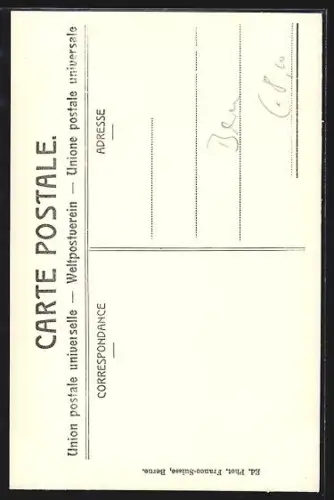 CARTE POSTALE.
Union postale universelle — Weltpostverein — Unione postale universale
CORRESPONDANCE
ADRESSE
Ed. Phot. Franco-Suisse, Berne.